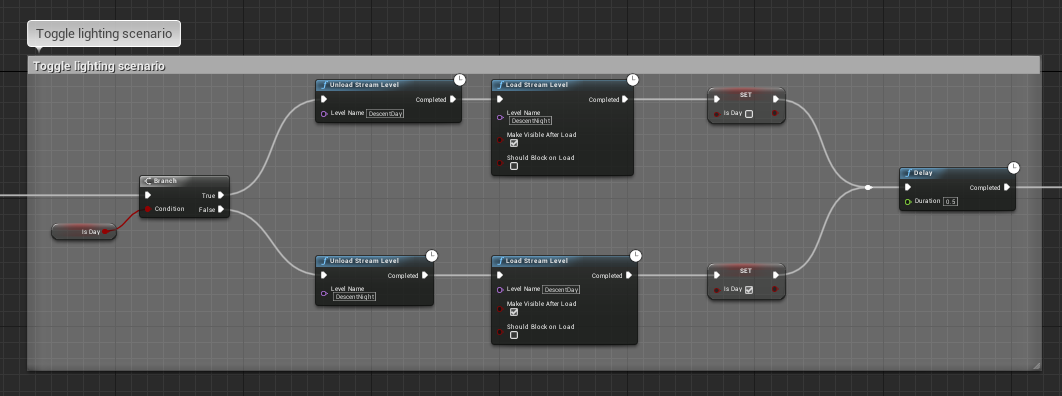 Toggle lighting scenario
Toggle lighting scenario
Unload Stream Level
Completed
Level Name DescentDay
Load Stream Level
Completed
Level Name
DescentNight
Make Visible After Load
Should Block on Load
SET
Is Day
Branch
True
Condition
False
Is Day
Delay
Completed
Duration 0.5
Unload Stream Level
Completed
Level Name
DescentNight
Load Stream Level
Completed
Level Name DescentDay
Make Visible After Load
Should Block on Load
SET
Is Day